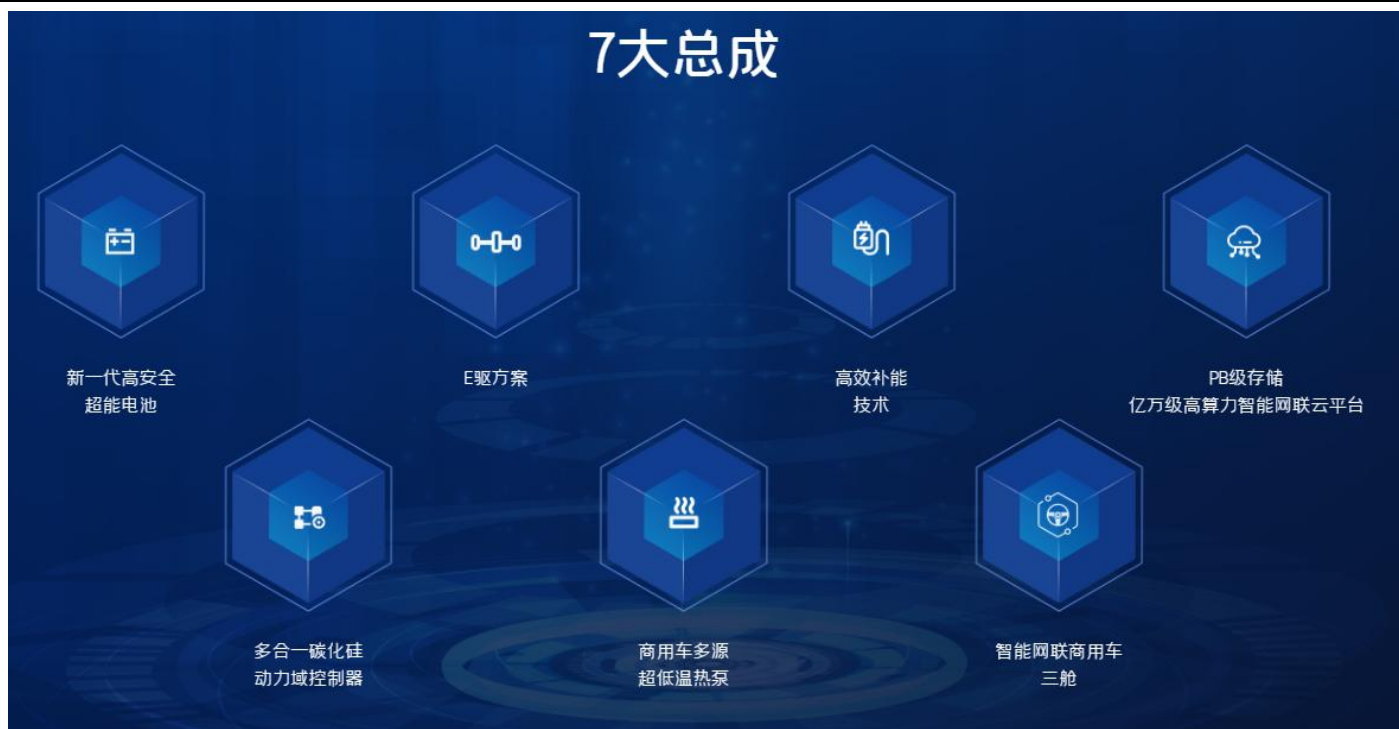 7大总成
新一代高安全
超能电池
E驱方案
高效补能
技术
PB级存储
亿万级高算力智能网联云平台
多合一碳化硅
动力域控制器
商用车多源
超低温热泵
智能网联商用车
三舱